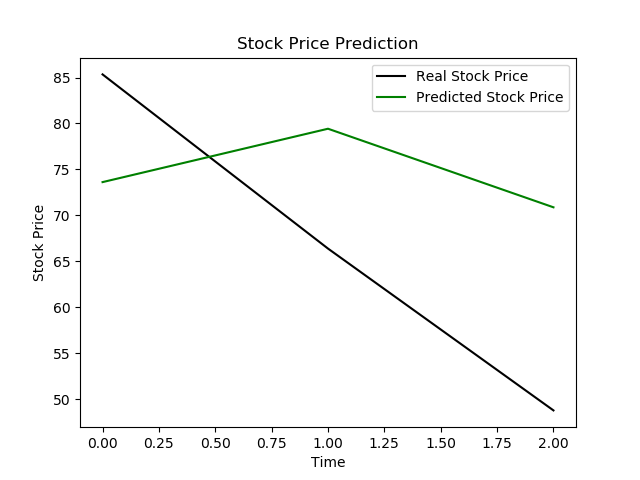 Stock Price Prediction
Real Stock Price
Predicted Stock Price
Stock Price
85
80
75
70
65
60
55
50
0.00 0.25 0.50 0.75 1.00 1.25 1.50 1.75 2.00
Time